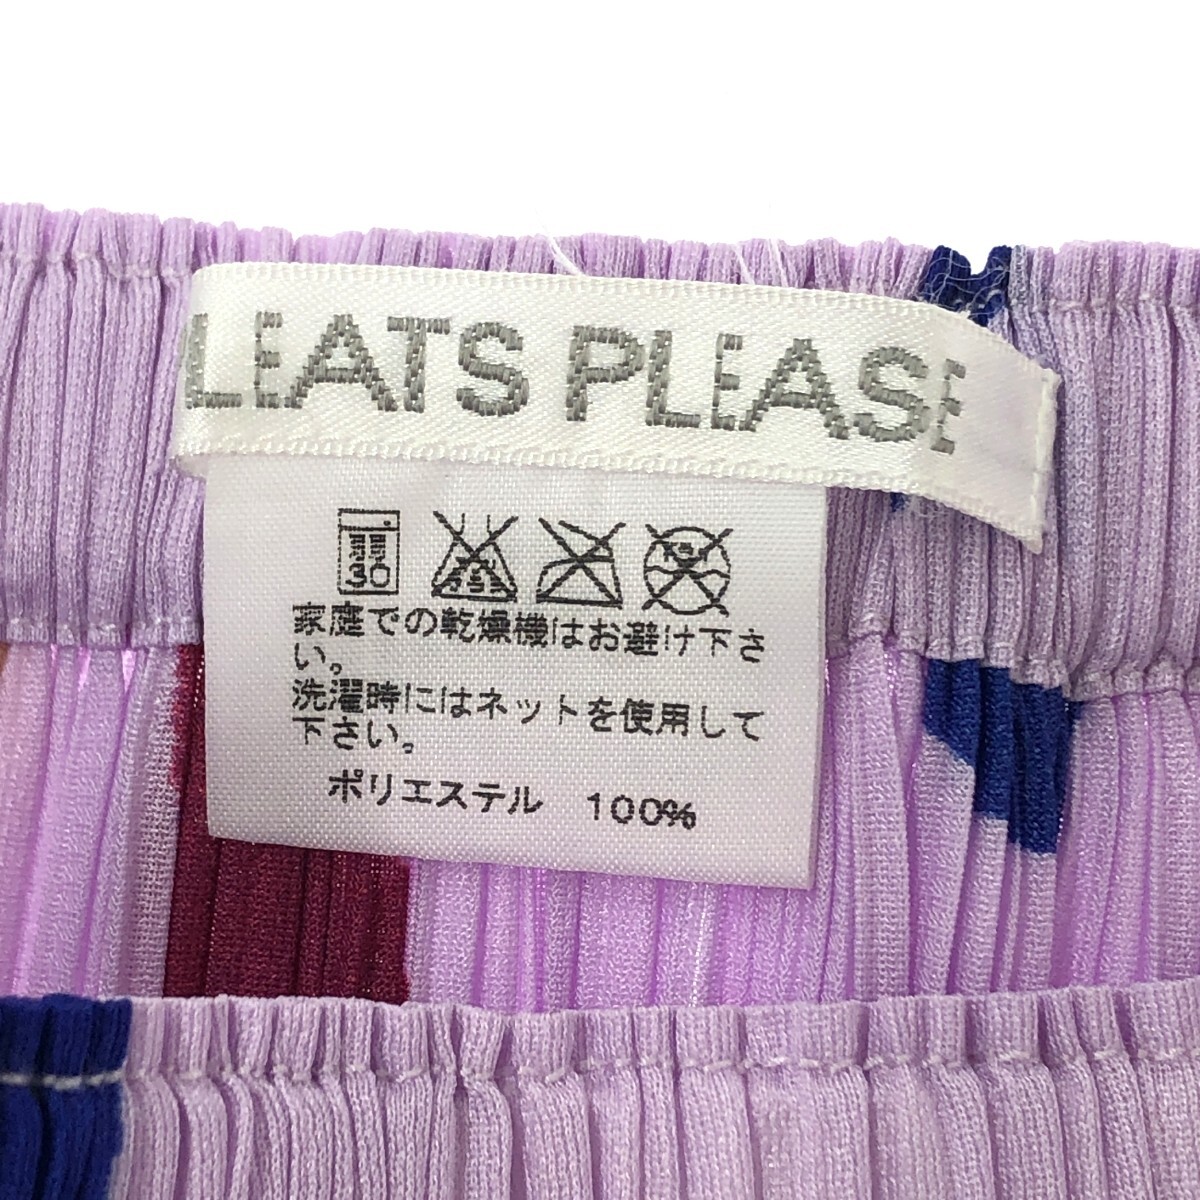 PLEATS PLEASE
30
家庭での乾燥機はお避け下さ
い。
洗濯時にはネットを使用して
下さい。
ポリエステル 100%